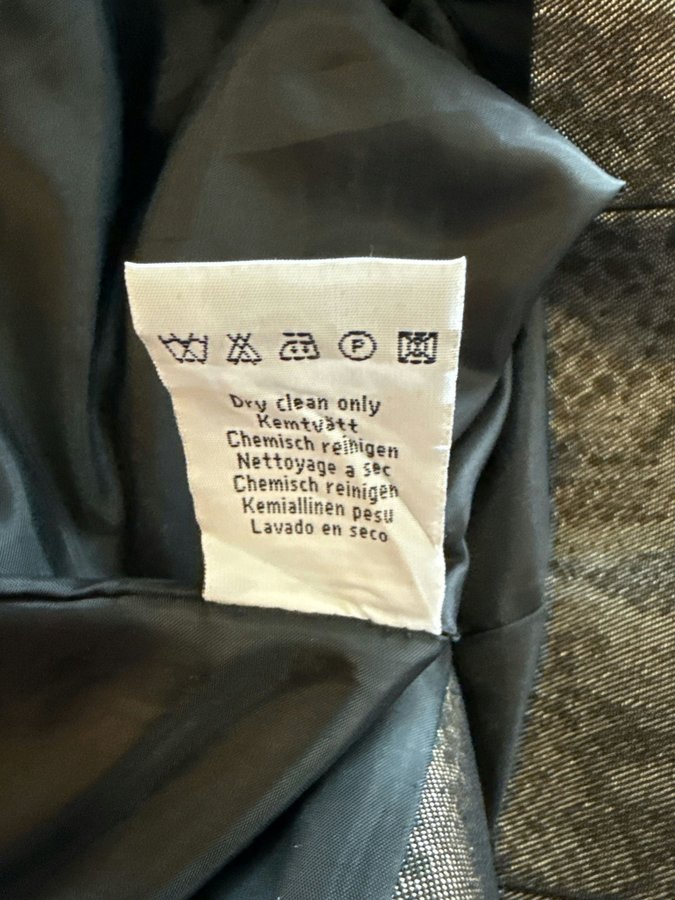 P
Dry clean only
Kemtvätt
Chemisch reinigen
Nettoyage a sec
Chemisch reinigen
Kemiallinen pesu
Lavado en seco